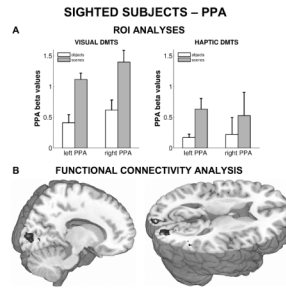 SIGHTED SUBJECTS – PPA
A ROI ANALYSES
VISUAL DMTS HAPTIC DMTS
objects
scenes
objects
scenes
PPA beta values
1.5
1
0.5
0
left PPA right PPA
PPA beta values
1.5
1
0.5
0
left PPA right PPA
B FUNCTIONAL CONNECTIVITY ANALYSIS